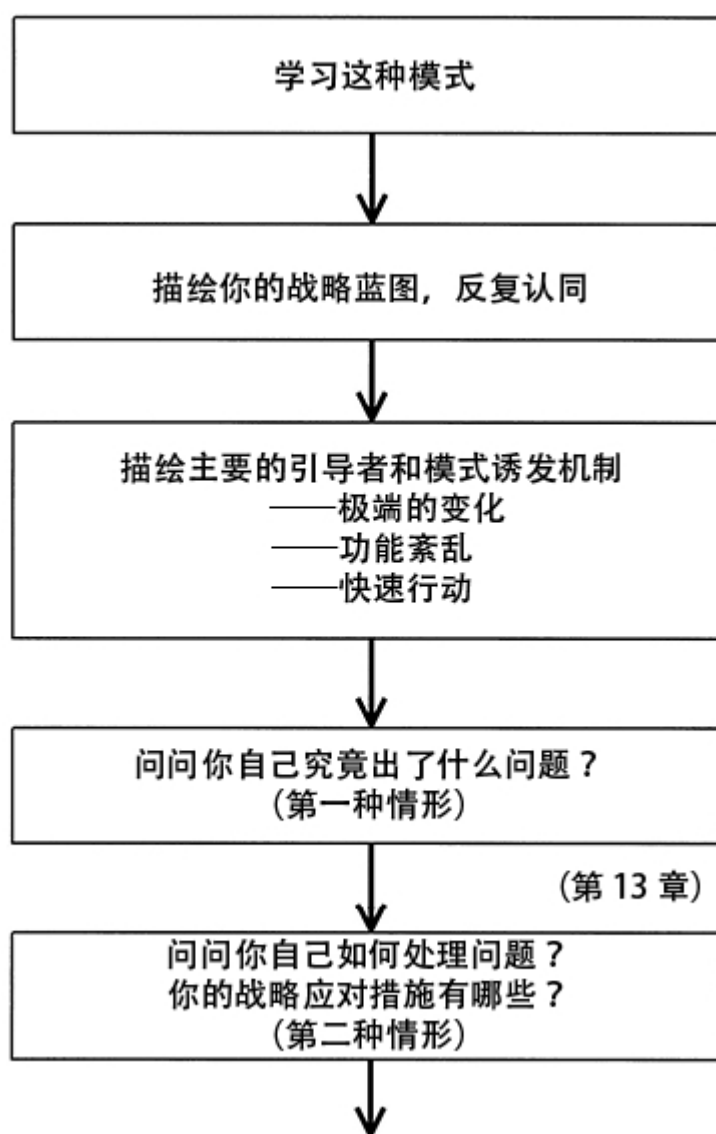 学习这种模式
描绘你的战略蓝图，反复认同
描绘主要的引导者和模式诱发机制
——极端的变化
——功能紊乱
——快速行动
问问你自己究竟出了什么问题？
（第一种情形）
（第 13 章）
问问你自己如何处理问题？
你的战略应对措施有哪些？
（第二种情形）